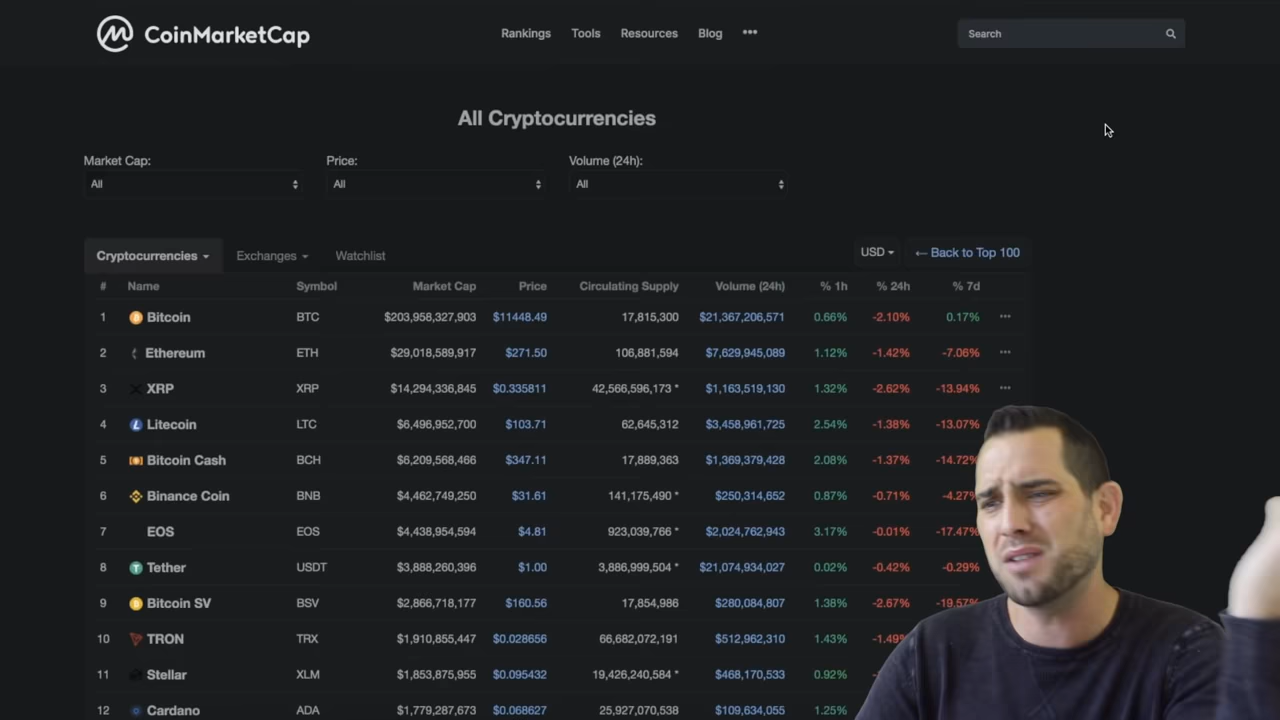 CoinMarketCap Rankings Tools Resources Blog ••• Search
All Cryptocurrencies
Market Cap: Price: Volume (24h):
All All All
Cryptocurrencies Exchanges Watchlist USD ← Back to Top 100
# Name Symbol Market Cap Price Circulating Supply Volume (24h) % 1h % 24h % 7d
1 Bitcoin BTC $203,958,327,903 $11448.49 17,815,300 $21,367,206,571 0.66% -2.10% 0.17% •••
2 Ethereum ETH $29,018,589,917 $271.50 106,881,594 $7,629,945,089 1.12% -1.42% -7.06% •••
3 XRP XRP $14,294,336,845 $0.335811 42,566,596,173 * $1,163,519,130 1.32% -2.62% -13.94% •••
4 Litecoin LTC $6,496,952,700 $103.71 62,645,312 $3,458,961,725 2.54% -1.38% -13.07%
5 Bitcoin Cash BCH $6,209,568,466 $347.11 17,889,363 $1,369,379,428 2.08% -1.37% -14.72%
6 Binance Coin BNB $4,462,749,250 $31.61 141,175,490 * $250,314,652 0.87% -0.71% -4.27%
7 EOS EOS $4,438,954,594 $4.81 923,039,766 * $2,024,762,943 3.17% -0.01% -17.47%
8 Tether USDT $3,888,260,396 $1.00 3,886,999,504 * $21,074,934,027 0.02% -0.42% -0.29%
9 Bitcoin SV BSV $2,866,718,177 $160.56 17,854,986 $280,084,807 1.38% -2.67% -19.57%
10 TRON TRX $1,910,855,447 $0.028656 66,682,072,191 $512,962,310 1.43% -1.49%
11 Stellar XLM $1,853,875,955 $0.095432 19,426,240,584 * $468,170,533 0.92%
12 Cardano ADA $1,779,287,673 $0.068627 25,927,070,538 $109,634,055 1.25%